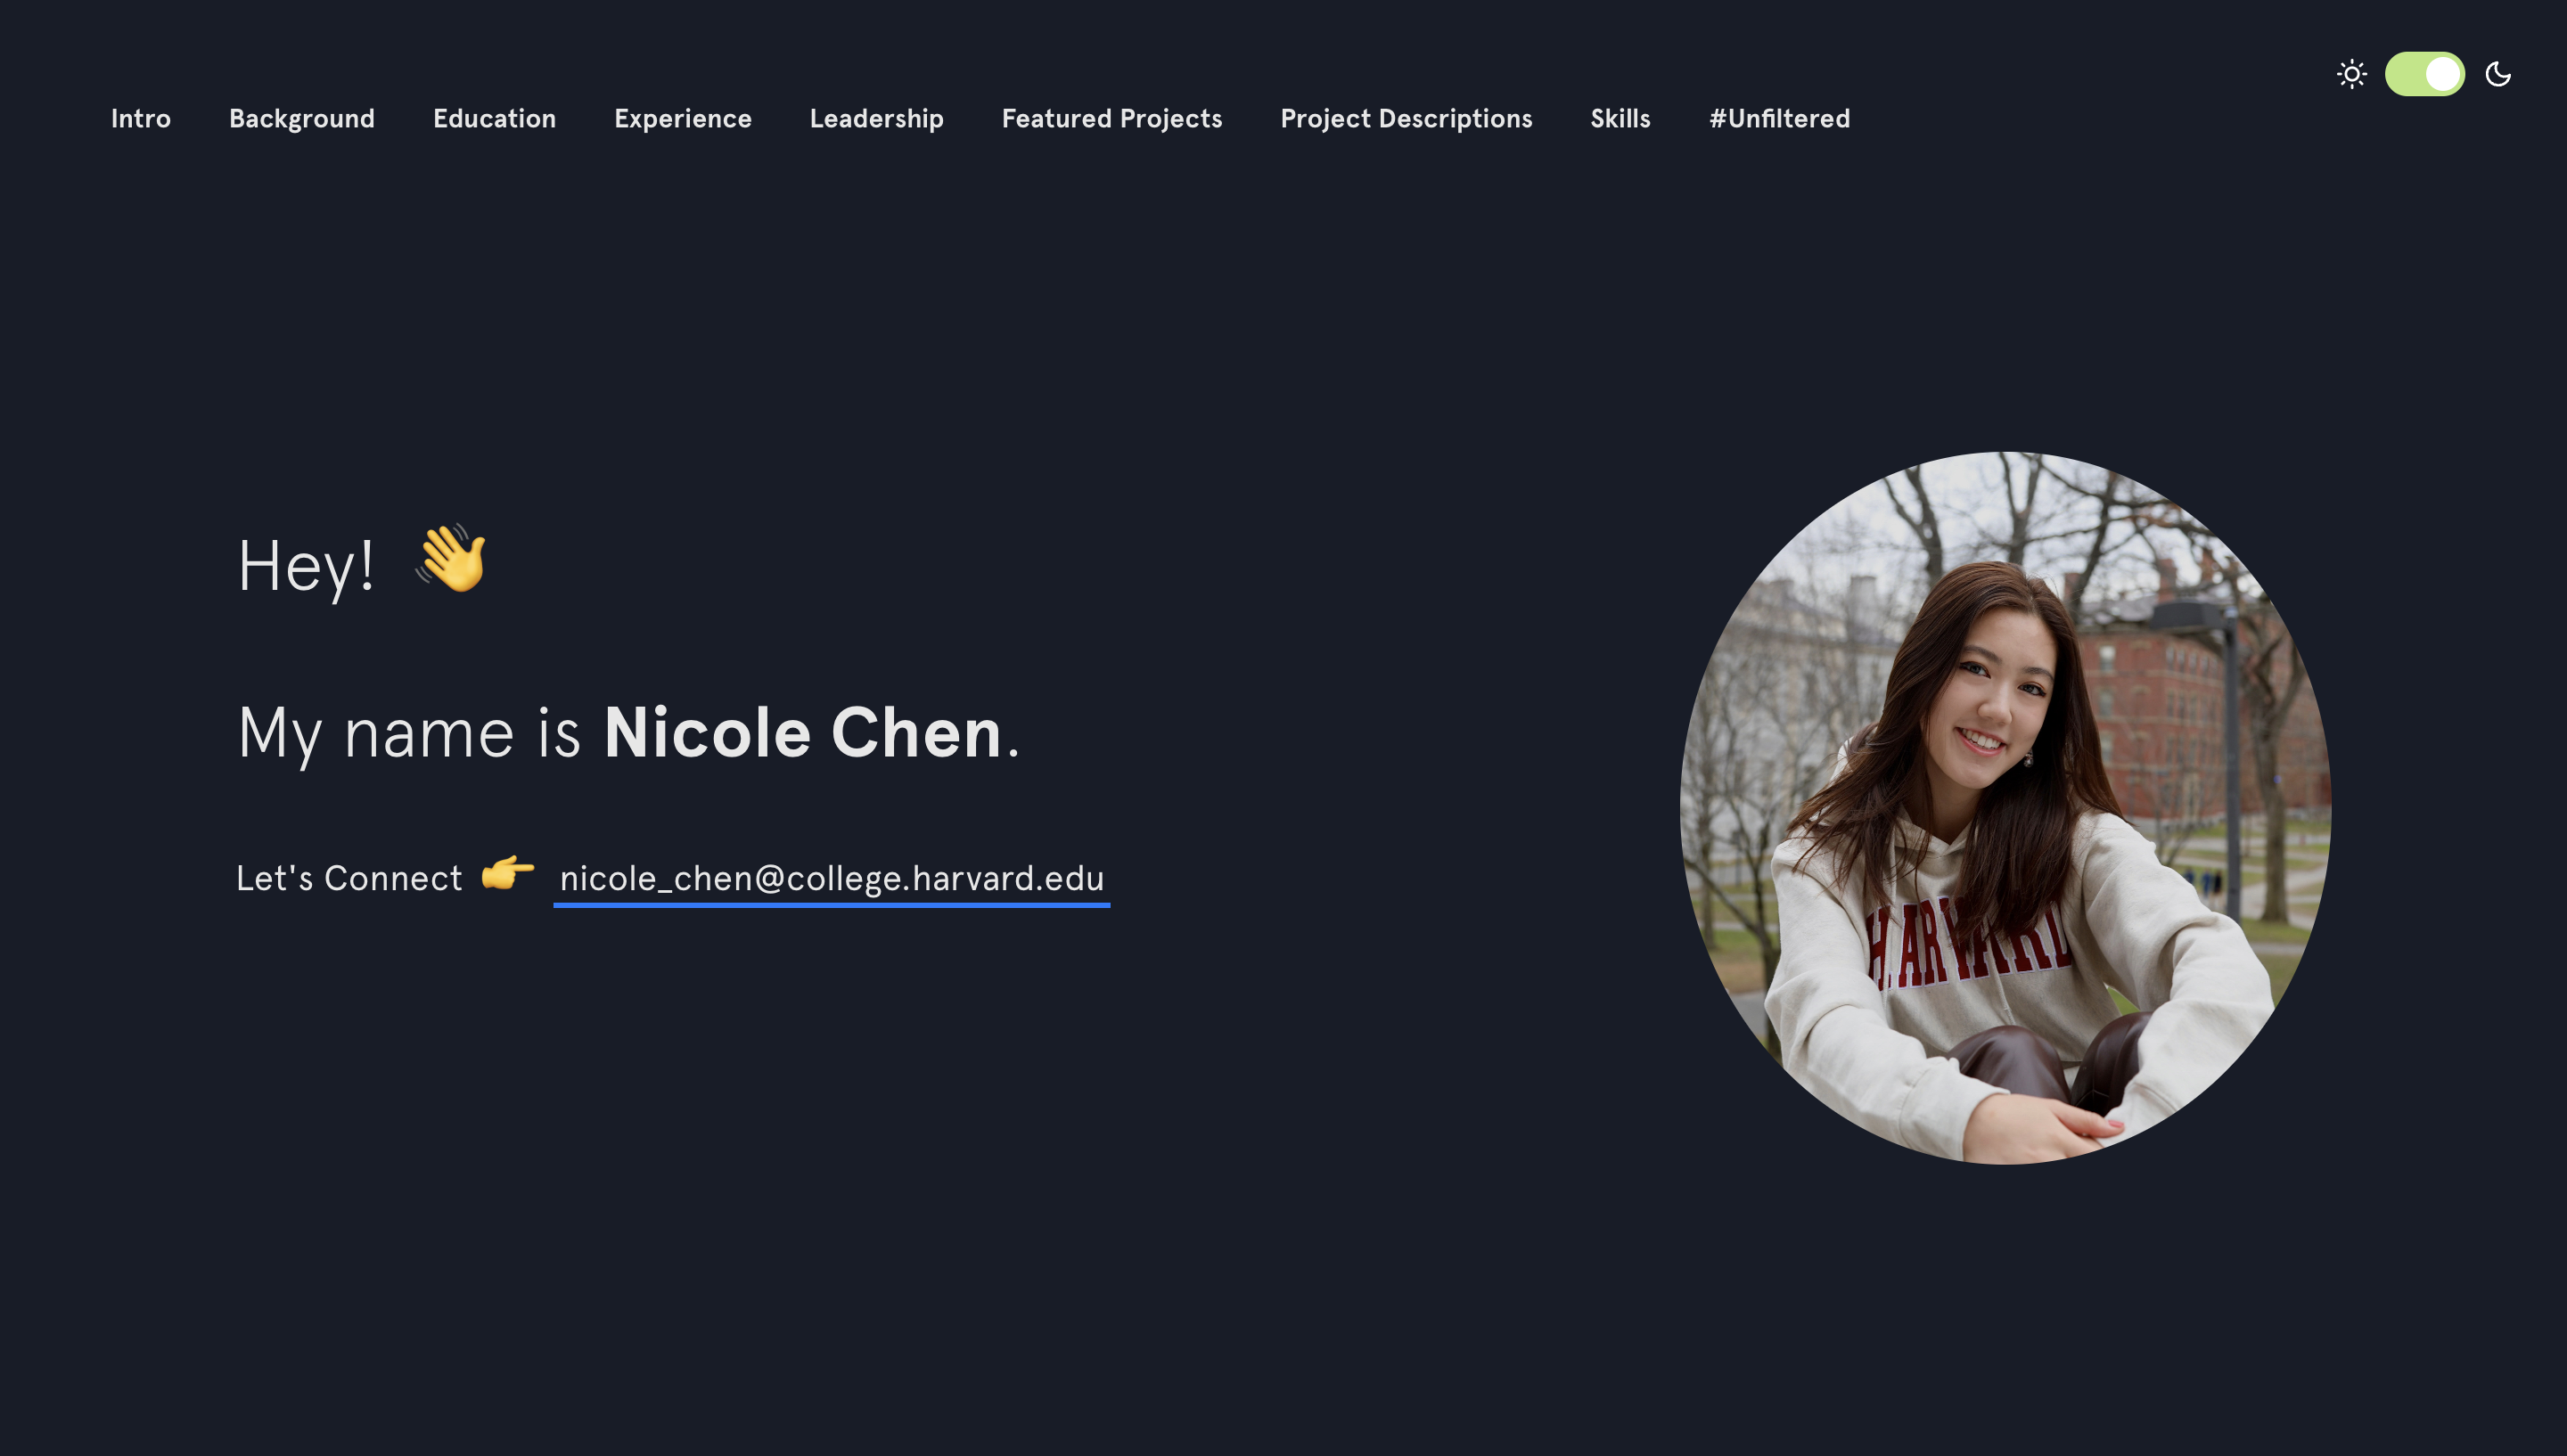 Intro Background Education Experience Leadership Featured Projects Project Descriptions Skills #Unfiltered
Hey! 👋
My name is Nicole Chen.
Let's Connect 👉 nicole_chen@college.harvard.edu
HARVARD